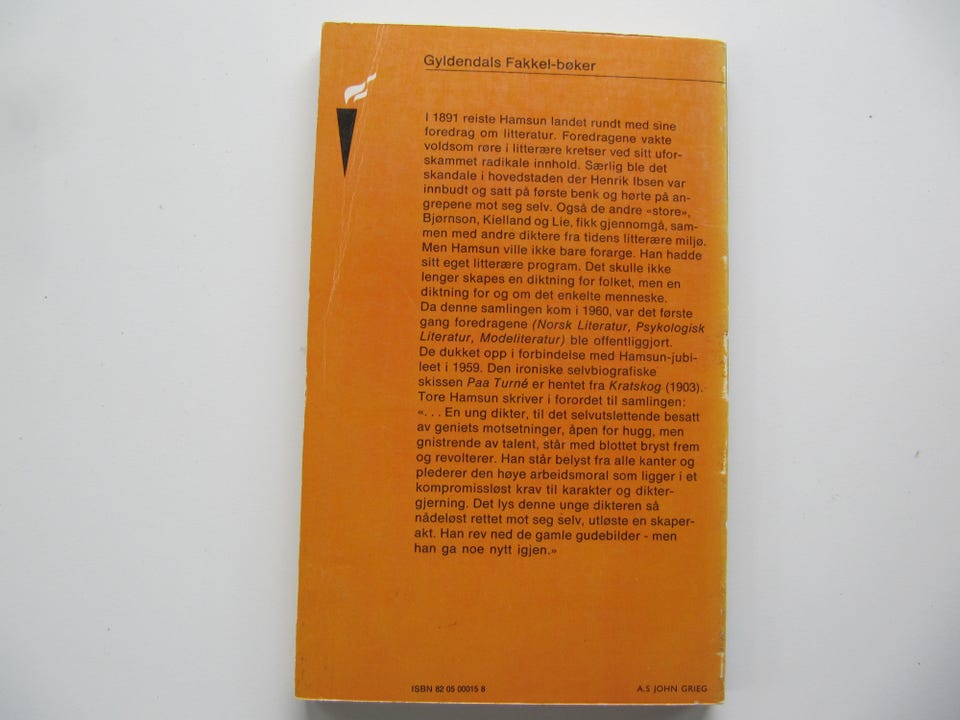 Gyldendals Fakkel-bøker
I 1891 reiste Hamsun landet rundt med sine
foredrag om litteratur. Foredragene vakte
voldsom røre i litterære kretser ved sitt ufor-
skammet radikale innhold. Særlig ble det
skandale i hovedstaden der Henrik Ibsen var
innbudt og satt på første benk og hørte på an-
grepene mot seg selv. Også de andre «store»,
Bjørnson, Kielland og Lie, fikk gjennomgå, sam-
men med andre diktere fra tidens litterære miljø.
Men Hamsun ville ikke bare forarge. Han hadde
sitt eget litterære program. Det skulle ikke
lenger skapes en diktning for folket, men en
diktning for og om det enkelte menneske.
Da denne samlingen kom i 1960, var det første
gang foredragene (Norsk Literatur, Psykologisk
Literatur, Modeliteratur) ble offentliggjort.
De dukket opp i forbindelse med Hamsun-jubi-
leet i 1959. Den ironiske selvbiografiske
skissen Paa Turné er hentet fra Kratskog (1903).
Tore Hamsun skriver i forordet til samlingen:
«... En ung dikter, til det selvutslettende besatt
av geniets motsetninger, åpen for hugg, men
gnistrende av talent, står med blottet bryst frem
og revolterer. Han står belyst fra alle kanter og
plederer den høye arbeidsmoral som ligger i et
kompromissløst krav til karakter og dikter-
gjerning. Det lys denne unge dikteren så
nådeløst rettet mot seg selv, utløste en skaper-
akt. Han rev ned de gamle gudebilder - men
han ga noe nytt igjen.»
ISBN 82 05 00015 8
A.S JOHN GRIEG